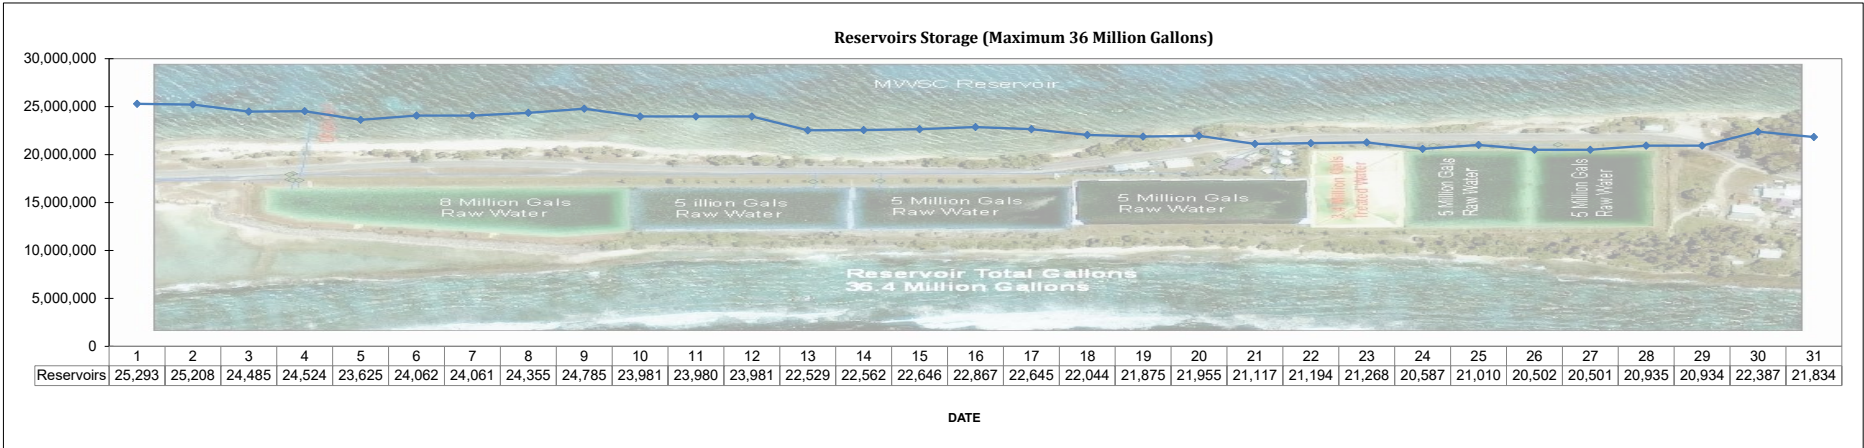 Reservoirs Storage (Maximum 36 Million Gallons)
30,000,000
25,000,000
20,000,000
15,000,000
10,000,000
5,000,000
0
MWSC Reservoir
8 Million Gals
Raw Water
5 illion Gals
Raw Water
5 Million Gals
Raw Water
5 Million Gals
Raw Water
Million Gals
Treated Water
5 Million Gals
Raw Water
5 Million Gals
Raw Water
Reservoir Total Gallons
36.4 Million Gallons
1 2 3 4 5 6 7 8 9 10 11 12 13 14 15 16 17 18 19 20 21 22 23 24 25 26 27 28 29 30 31
Reservoirs 25,293 25,208 24,485 24,524 23,625 24,062 24,061 24,355 24,785 23,981 23,980 23,981 22,529 22,562 22,646 22,867 22,645 22,044 21,875 21,955 21,117 21,194 21,268 20,587 21,010 20,502 20,501 20,935 20,934 22,387 21,834
DATE